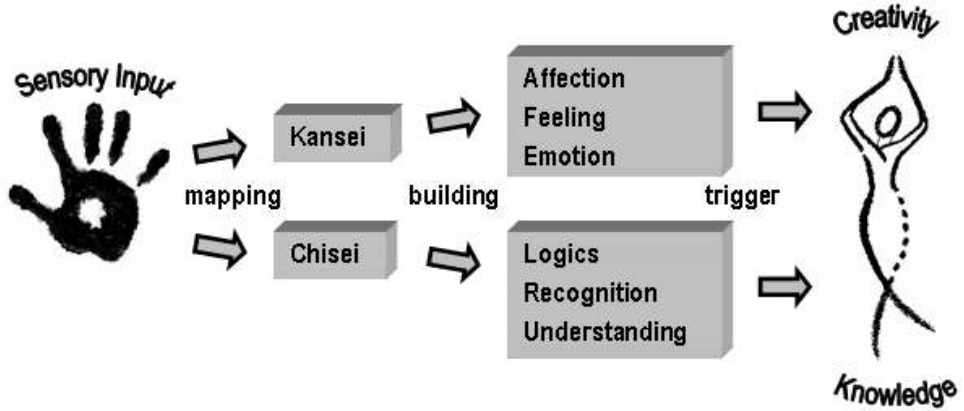 Sensory Input
mapping
Kansei
Chisei
building
Affection
Feeling
Emotion
Logics
Recognition
Understanding
trigger
Creativity
Knowledge